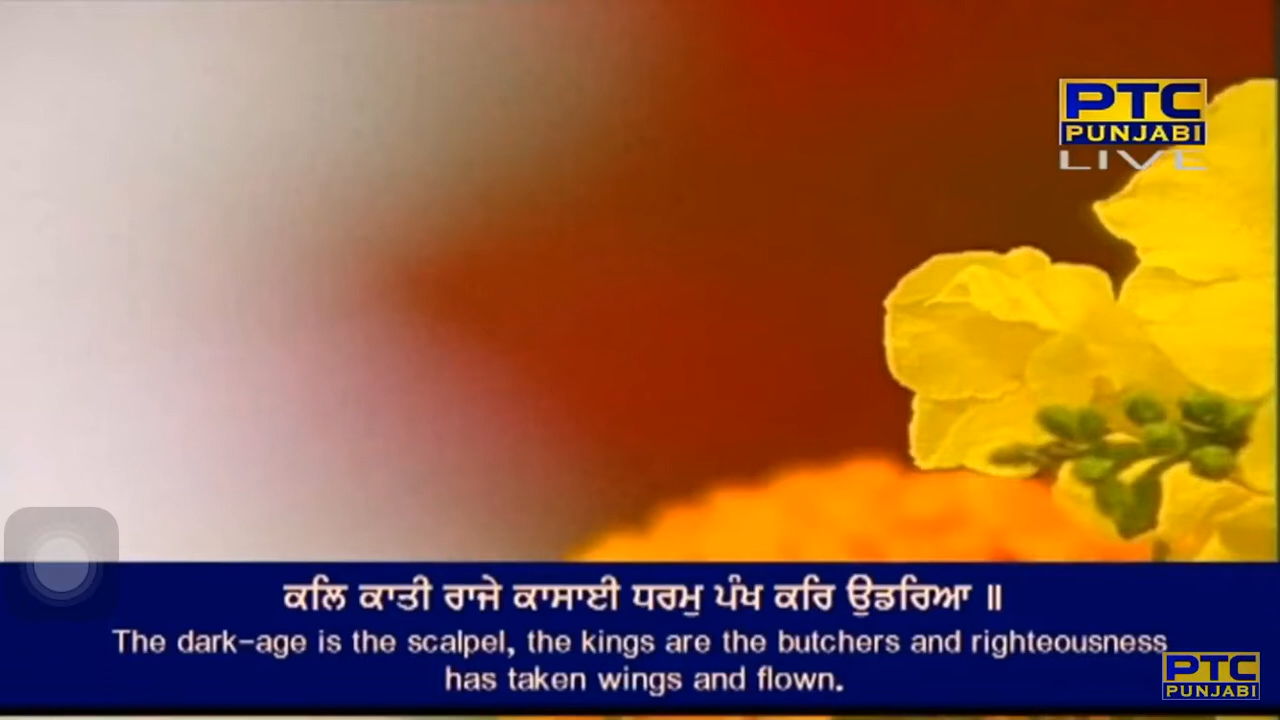 PTC
PUNJABI
LIVE
ਕਲਿ ਕਾਤੀ ਰਾਜੇ ਕਾਸਾਈ ਧਰਮੁ ਪੰਖ ਕਰਿ ਉਡਰਿਆ ॥
The dark-age is the scalpel, the kings are the butchers and righteousness
has taken wings and flown.
PTC
PUNJABI